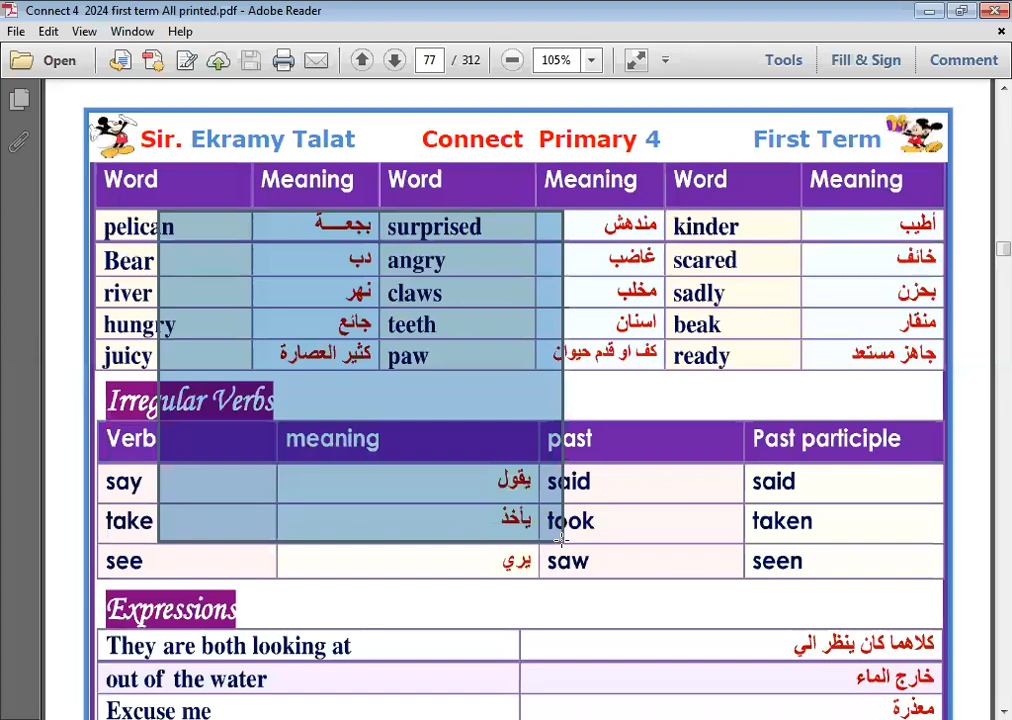 Connect 4  2024 first term All printed.pdf - Adobe Reader
File Edit View Window Help
Open 77 / 312 105% Tools Fill & Sign Comment
Sir. Ekramy Talat Connect Primary 4 First Term
Word Meaning Word Meaning Word Meaning
pelican بجعـــة surprised مندهش kinder أطيب
Bear دب angry غاضب scared خائف
river نهر claws مخلب sadly بحزن
hungry جائع teeth اسنان beak منقار
juicy كثير العصارة paw كف او قدم حيوان ready جاهز مستعد
Irregular Verbs
Verb meaning past Past participle
say يقول said said
take يأخذ took taken
see يري saw seen
Expressions
They are both looking at كلاهما كان ينظر الي
out of the water خارج الماء
Excuse me معذرة